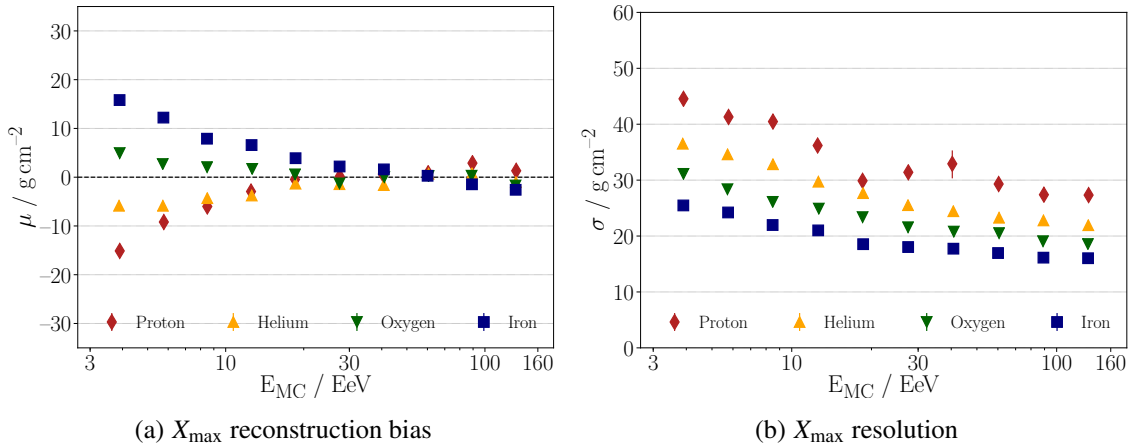 30
20
10
0
−10
−20
−30
μ / g cm⁻²
Proton
Helium
Oxygen
Iron
3
10
30
100
160
E_MC / EeV
(a) X_max reconstruction bias
60
50
40
30
20
10
0
σ / g cm⁻²
Proton
Helium
Oxygen
Iron
3
10
30
100
160
E_MC / EeV
(b) X_max resolution